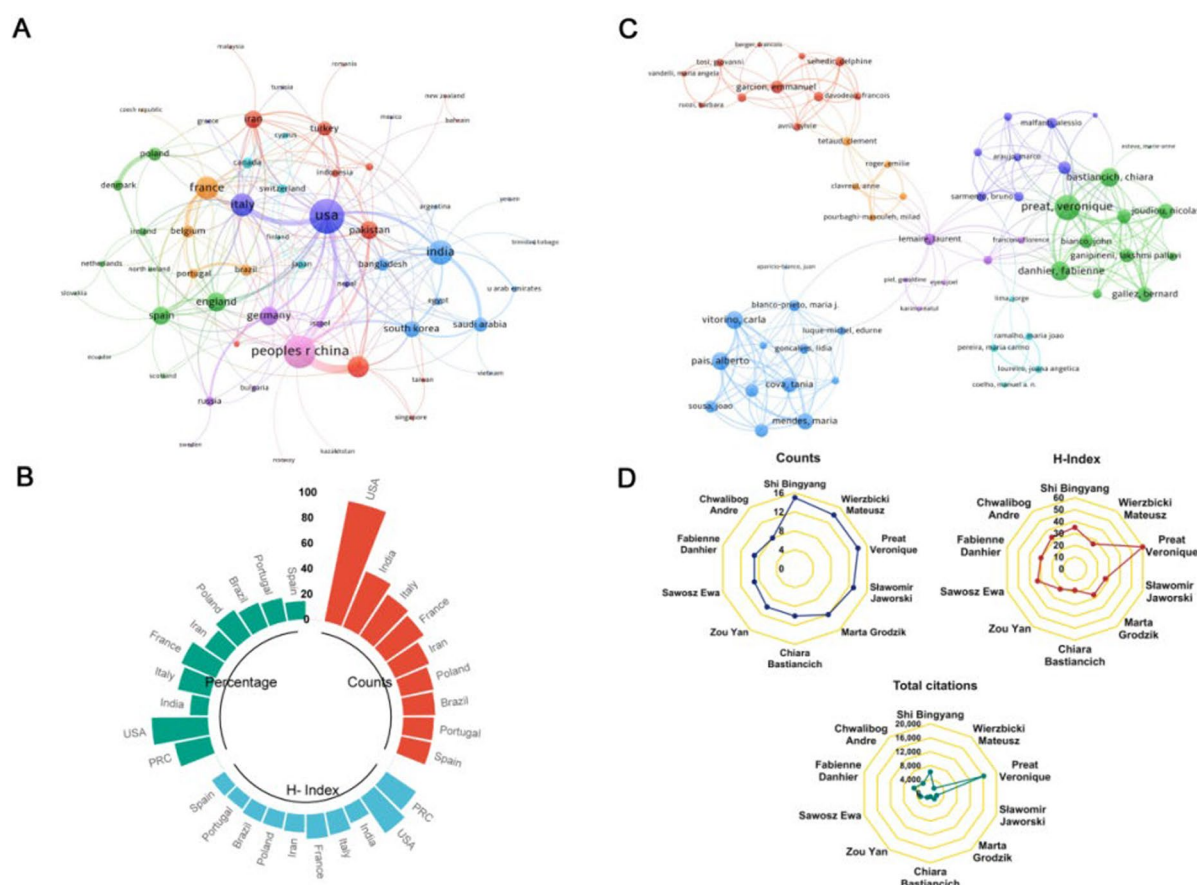 A
malaysia
romania
tunisia
new zealand
czech republic
greece
iran
turkey
mexico
bahrain
cyprus
poland
canada
indonesia
denmark
france
switzerland
italy
usa
argentina
yemen
ireland
belgium
finland
pakistan
india
trinidad tobago
netherlands
north ireland
japan
bangladesh
portugal
brazil
nepal
u arab emirates
slovakia
england
egypt
spain
germany
israel
south korea
saudi arabia
peoples r china
ecuador
scotland
bulgaria
taiwan
vietnam
russia
singapore
sweden
norway
kazakhstan
B
100
80
60
40
20
0
USA
India
Italy
France
Iran
Poland
Brazil
Portugal
Spain
Counts
Spain
Portugal
Brazil
Poland
Iran
France
Italy
India
USA
PRC
Percentage
H- Index
Spain
Portugal
Brazil
Poland
Iran
France
Italy
India
USA
PRC
C
berger, francois
bosi, giovanni
sehedic, delphine
vandelli, maria angela
garcion, emmanuel
ruozi, barbara
davodeau, francois
avril, sylvie
tetaud, clement
malfanti, alessio
esteve, marie-anne
roger, emilie
araujo, marco
bastiancich, chiara
clavreul, anne
sarmento, bruno
preat, veronique
joudiou, nicolas
pourbaghi-masouleh, milad
lemaire, laurent
franconi, florence
bianco, john
ganipineni, lakshmi pallavi
aparicio-blanco, juan
danhier, fabienne
eyer, joel
blanco-prieto, maria j.
lima, jorge
gallez, bernard
vitorino, carla
luque-michel, edurne
ramalho, maria joao
goncalves, lidia
pereira, maria carmo
pais, alberto
cova, tania
loureiro, joana angelica
coelho, manuel a. n.
sousa, joao
mendes, maria
D
Counts
Shi Bingyang
16
12
8
4
0
Wierzbicki
Mateusz
Preat
Veronique
Sławomir
Jaworski
Marta Grodzik
Chiara
Bastiancich
Zou Yan
Sawosz Ewa
Fabienne
Danhier
Chwalibog
Andre
H-Index
Shi Bingyang
60
50
40
30
20
10
0
Wierzbicki
Mateusz
Preat
Veronique
Sławomir
Jaworski
Marta
Grodzik
Chiara
Bastiancich
Zou Yan
Sawosz Ewa
Fabienne
Danhier
Chwalibog
Andre
Total citations
Shi Bingyang
20,000
16,000
12,000
8,000
4,000
Wierzbicki
Mateusz
Preat
Veronique
Sławomir
Jaworski
Marta
Grodzik
Chiara
Bastiancich
Zou Yan
Sawosz Ewa
Fabienne
Danhier
Chwalibog
Andre